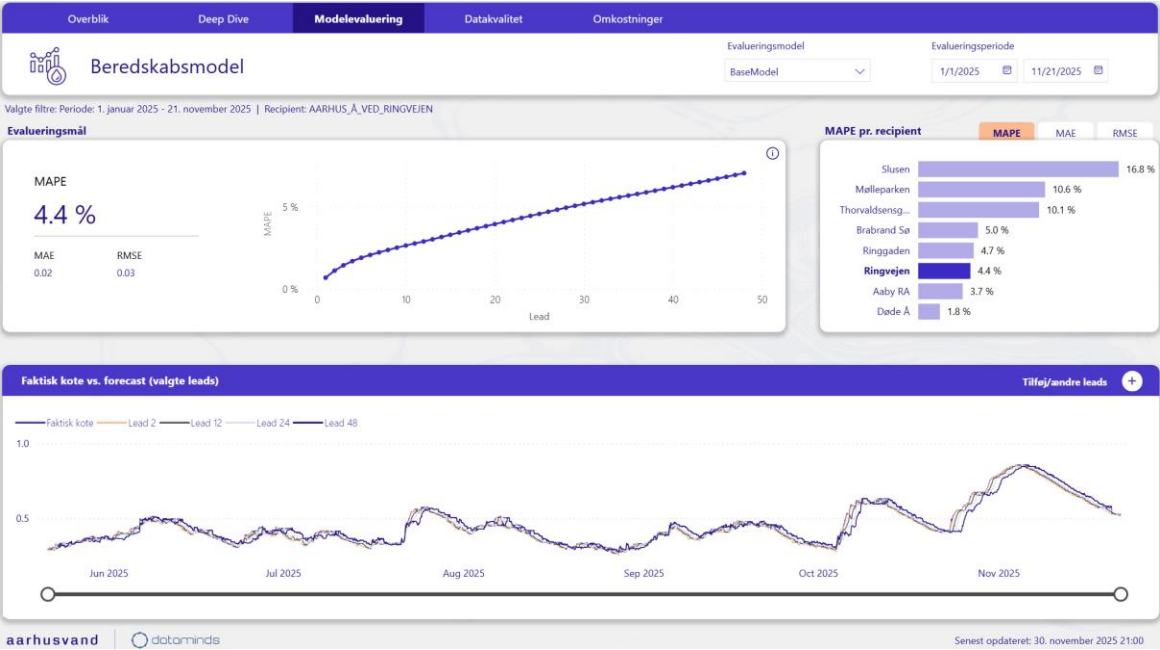 Overblik Deep Dive Modelevaluering Datakvalitet Omkostninger
Beredskabsmodel
Evalueringsmodel
BaseModel
Evalueringsperiode
1/1/2025 11/21/2025
Valgte filtre: Periode: 1. januar 2025 - 21. november 2025 | Recipient: AARHUS_Å_VED_RINGVEJEN
Evalueringsmål
MAPE
4.4 %
MAE RMSE
0.02 0.03
MAPE
5 %
0 %
0 10 20 30 40 50
Lead
MAPE pr. recipient
MAPE MAE RMSE
Slusen 16.8 %
Mølleparken 10.6 %
Thorvaldsensg... 10.1 %
Brabrand Sø 5.0 %
Ringgaden 4.7 %
Ringvejen 4.4 %
Aaby RA 3.7 %
Døde Å 1.8 %
Faktisk kote vs. forecast (valgte leads) Tilføj/ændre leads
Faktisk kote Lead 2 Lead 12 Lead 24 Lead 48
1.0
0.5
Jun 2025 Jul 2025 Aug 2025 Sep 2025 Oct 2025 Nov 2025
aarhusvand dataminds Senest opdateret: 30. november 2025 21:00